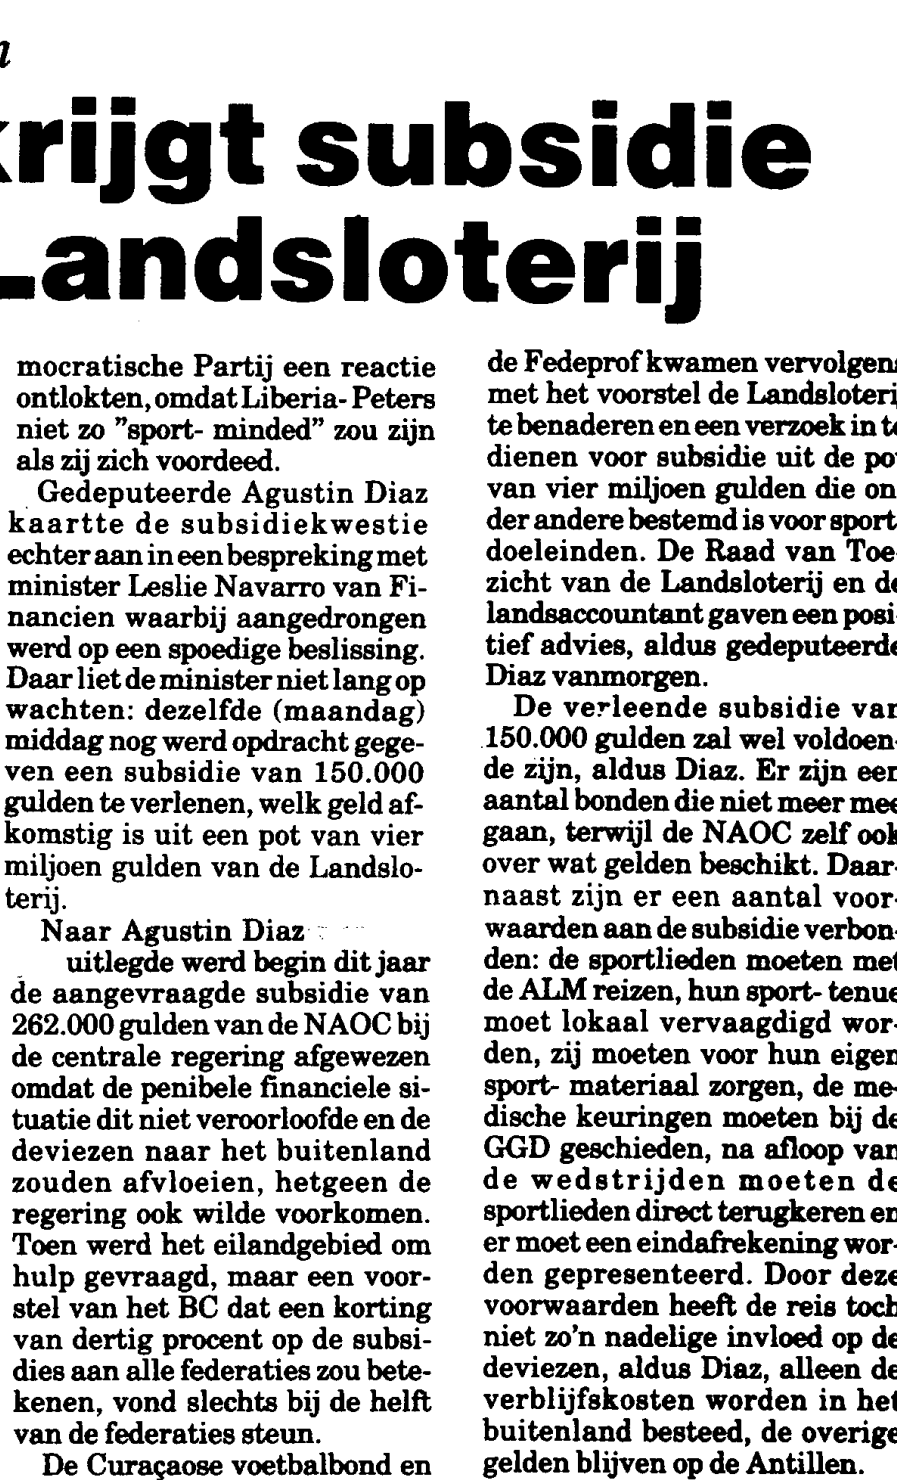 n
krijgt subsidie
Landsloterij
mocratische Partij een reactie
ontlokten, omdat Liberia- Peters
niet zo "sport- minded" zou zijn
als zij zich voordeed.
Gedeputeerde Agustin Diaz
kaartte de subsidiekwestie
echter aan in een bespreking met
minister Leslie Navarro van Fi-
nancien waarbij aangedrongen
werd op een spoedige beslissing.
Daar liet de minister niet lang op
wachten: dezelfde (maandag)
middag nog werd opdracht gege-
ven een subsidie van 150.000
gulden te verlenen, welk geld af-
komstig is uit een pot van vier
miljoen gulden van de Landslo-
terij.
Naar Agustin Diaz
uitlegde werd begin dit jaar
de aangevraagde subsidie van
262.000 gulden van de NAOC bij
de centrale regering afgewezen
omdat de penibele financiele si-
tuatie dit niet veroorloofde en de
deviezen naar het buitenland
zouden afvloeien, hetgeen de
regering ook wilde voorkomen.
Toen werd het eilandgebied om
hulp gevraagd, maar een voor-
stel van het BC dat een korting
van dertig procent op de subsi-
dies aan alle federaties zou bete-
kenen, vond slechts bij de helft
van de federaties steun.
De Curaçaose voetbalbond en
de Fedeprof kwamen vervolgens
met het voorstel de Landsloterij
te benaderen en een verzoek in te
dienen voor subsidie uit de pot
van vier miljoen gulden die on-
der andere bestemd is voor sport-
doeleinden. De Raad van Toe-
zicht van de Landsloterij en de
landsaccountant gaven een posi-
tief advies, aldus gedeputeerde
Diaz vanmorgen.
De verleende subsidie van
150.000 gulden zal wel voldoen-
de zijn, aldus Diaz. Er zijn een
aantal bonden die niet meer mee
gaan, terwijl de NAOC zelf ook
over wat gelden beschikt. Daar-
naast zijn er een aantal voor-
waarden aan de subsidie verbon-
den: de sportlieden moeten met
de ALM reizen, hun sport- tenue
moet lokaal vervaagdigd wor-
den, zij moeten voor hun eigen
sport- materiaal zorgen, de me-
dische keuringen moeten bij de
GGD geschieden, na afloop van
de wedstrijden moeten de
sportlieden direct terugkeren en
er moet een eindafrekening wor-
den gepresenteerd. Door deze
voorwaarden heeft de reis toch
niet zo'n nadelige invloed op de
deviezen, aldus Diaz, alleen de
verblijfskosten worden in het
buitenland besteed, de overige
gelden blijven op de Antillen.